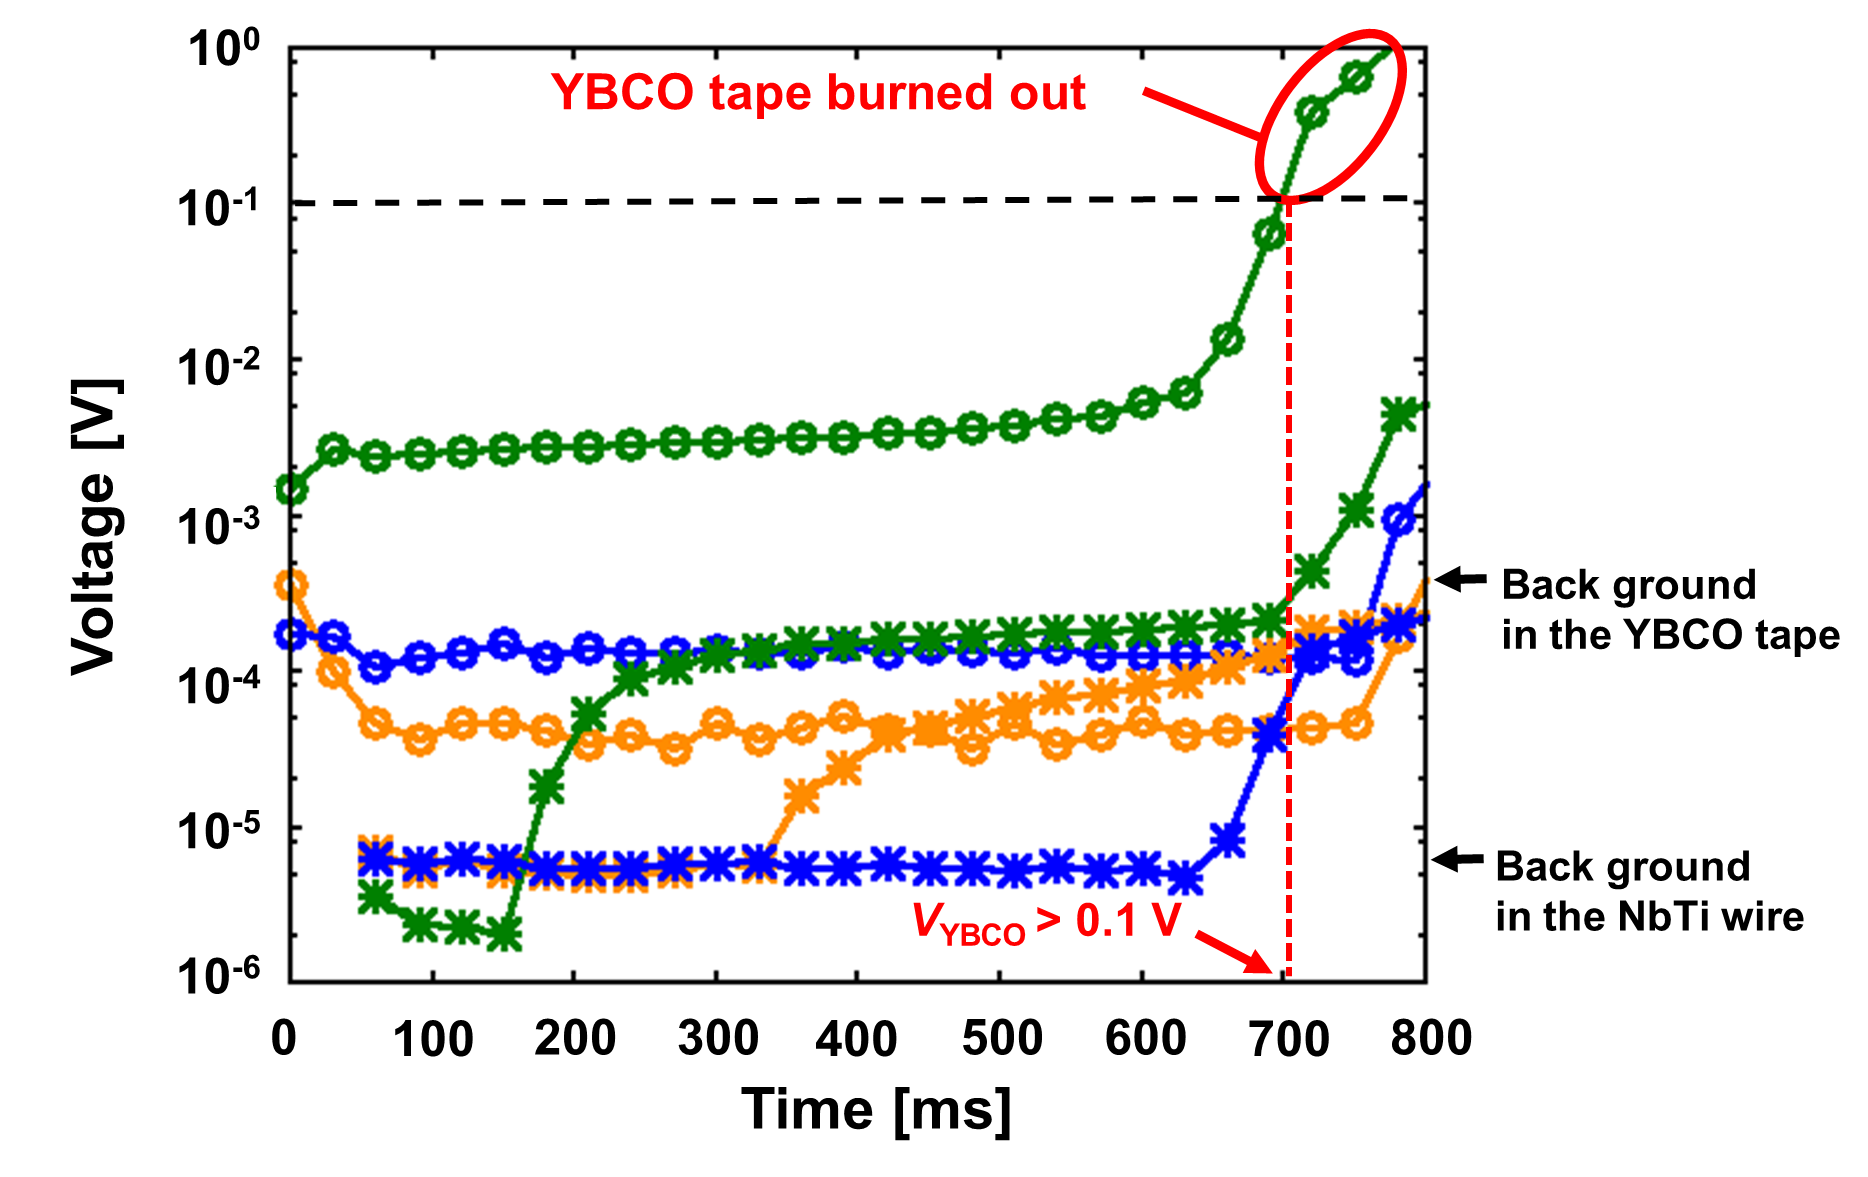 10⁰
YBCO tape burned out
10⁻¹
10⁻²
Voltage [V]
10⁻³
Back ground
in the YBCO tape
10⁻⁴
10⁻⁵
Back ground
in the NbTi wire
V_YBCO > 0.1 V
10⁻⁶
0 100 200 300 400 500 600 700 800
Time [ms]